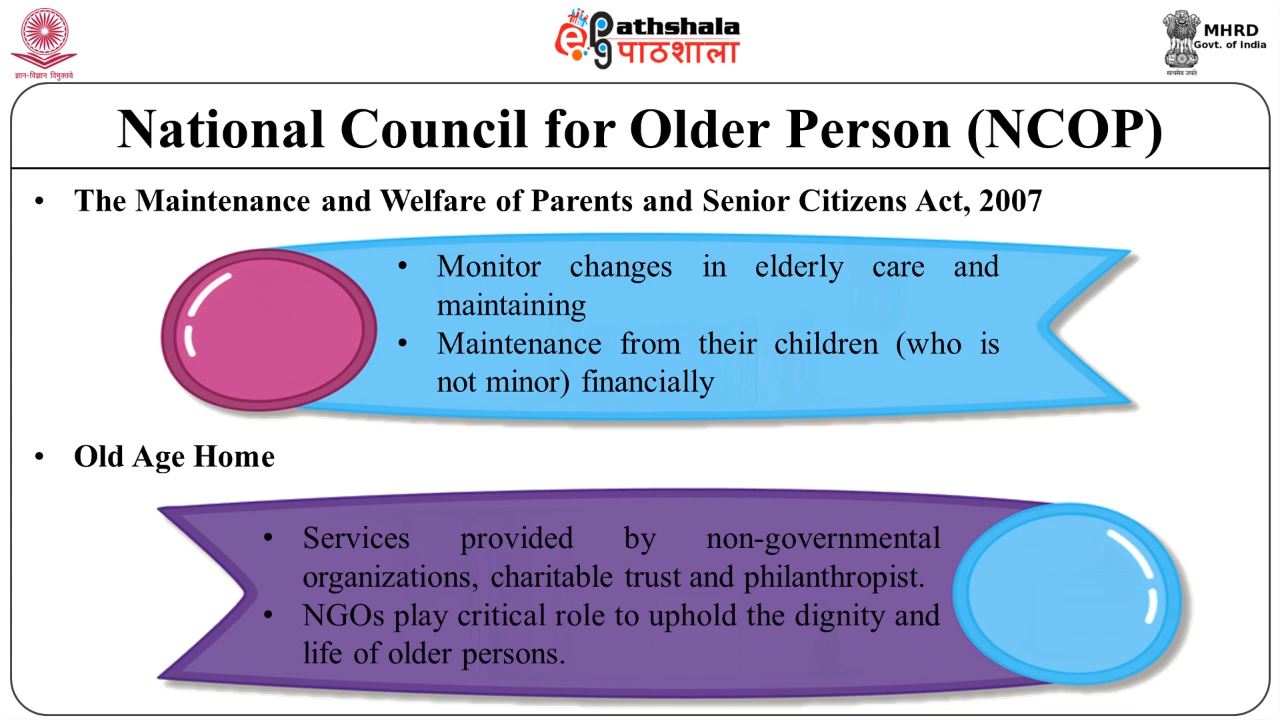 ज्ञान-विज्ञान विमुक्तये
ePg Pathshala
पाठशाला
MHRD
Govt. of India
सत्यमेव जयते
National Council for Older Person (NCOP)
• The Maintenance and Welfare of Parents and Senior Citizens Act, 2007
• Monitor changes in elderly care and
maintaining
• Maintenance from their children (who is
not minor) financially
• Old Age Home
• Services provided by non-governmental
organizations, charitable trust and philanthropist.
• NGOs play critical role to uphold the dignity and
life of older persons.